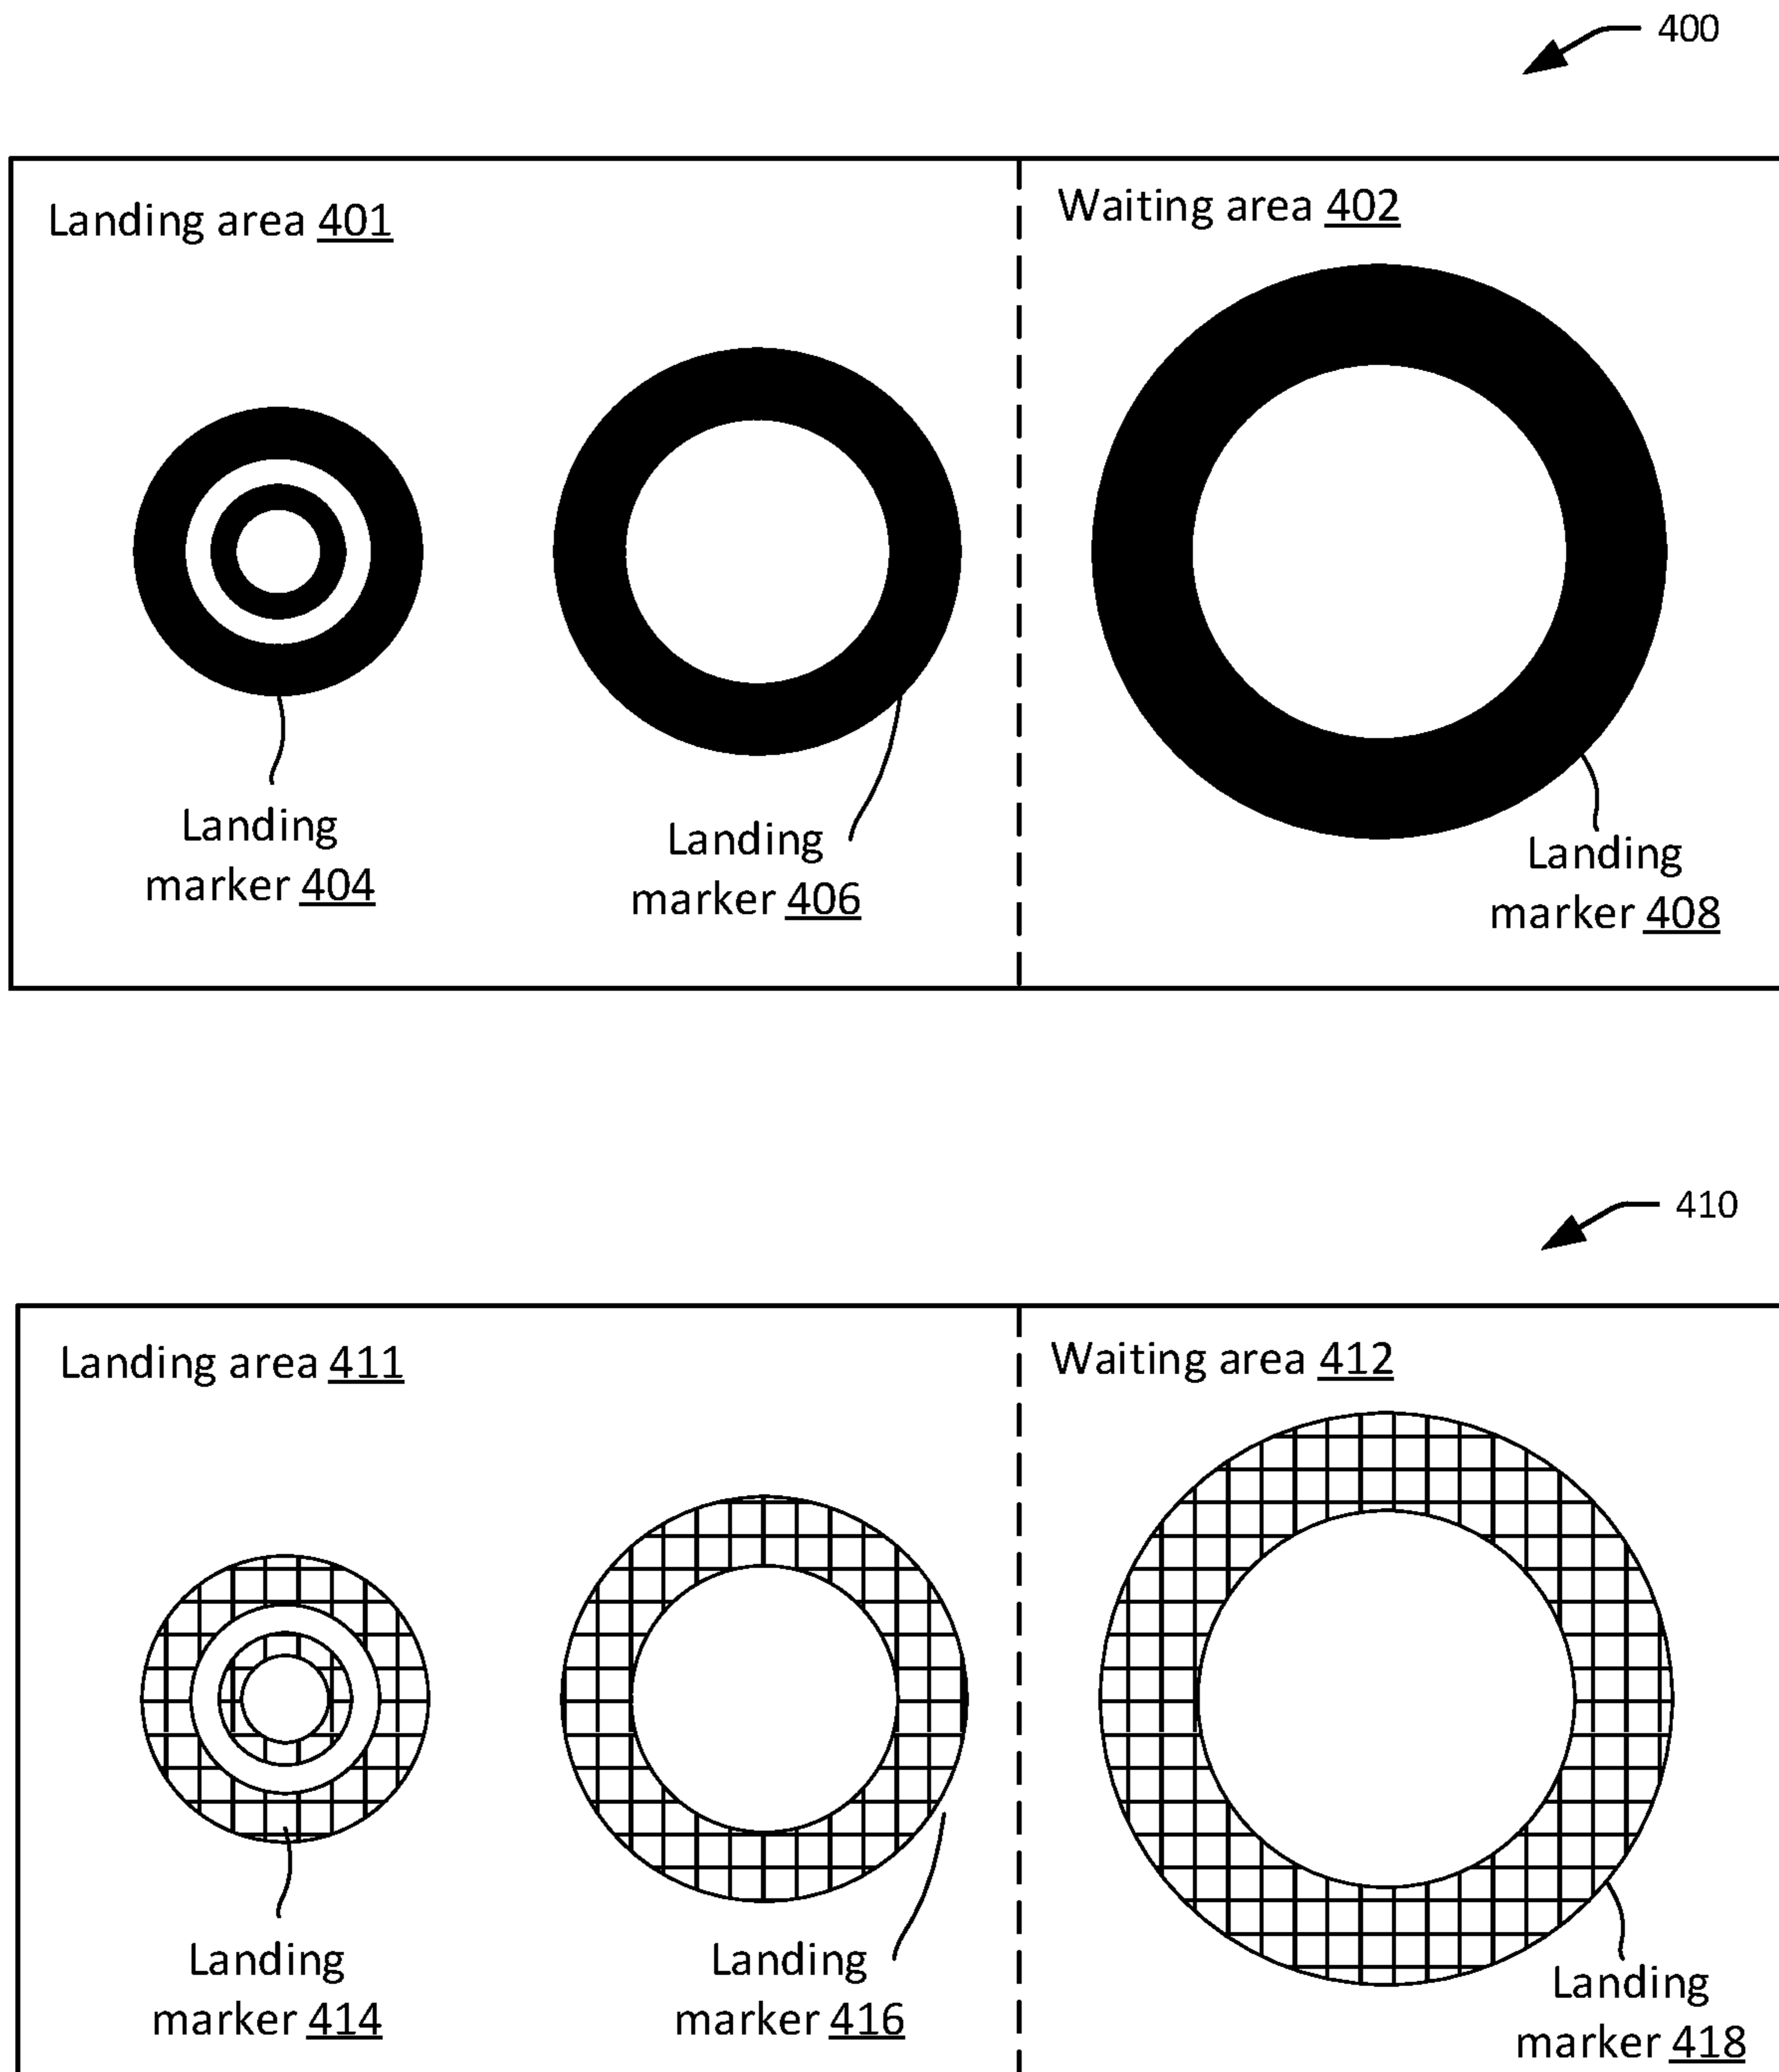 400
Landing area 401
Waiting area 402
Landing
marker 404
Landing
marker 406
Landing
marker 408
410
Landing area 411
Waiting area 412
Landing
marker 414
Landing
marker 416
Landing
marker 418